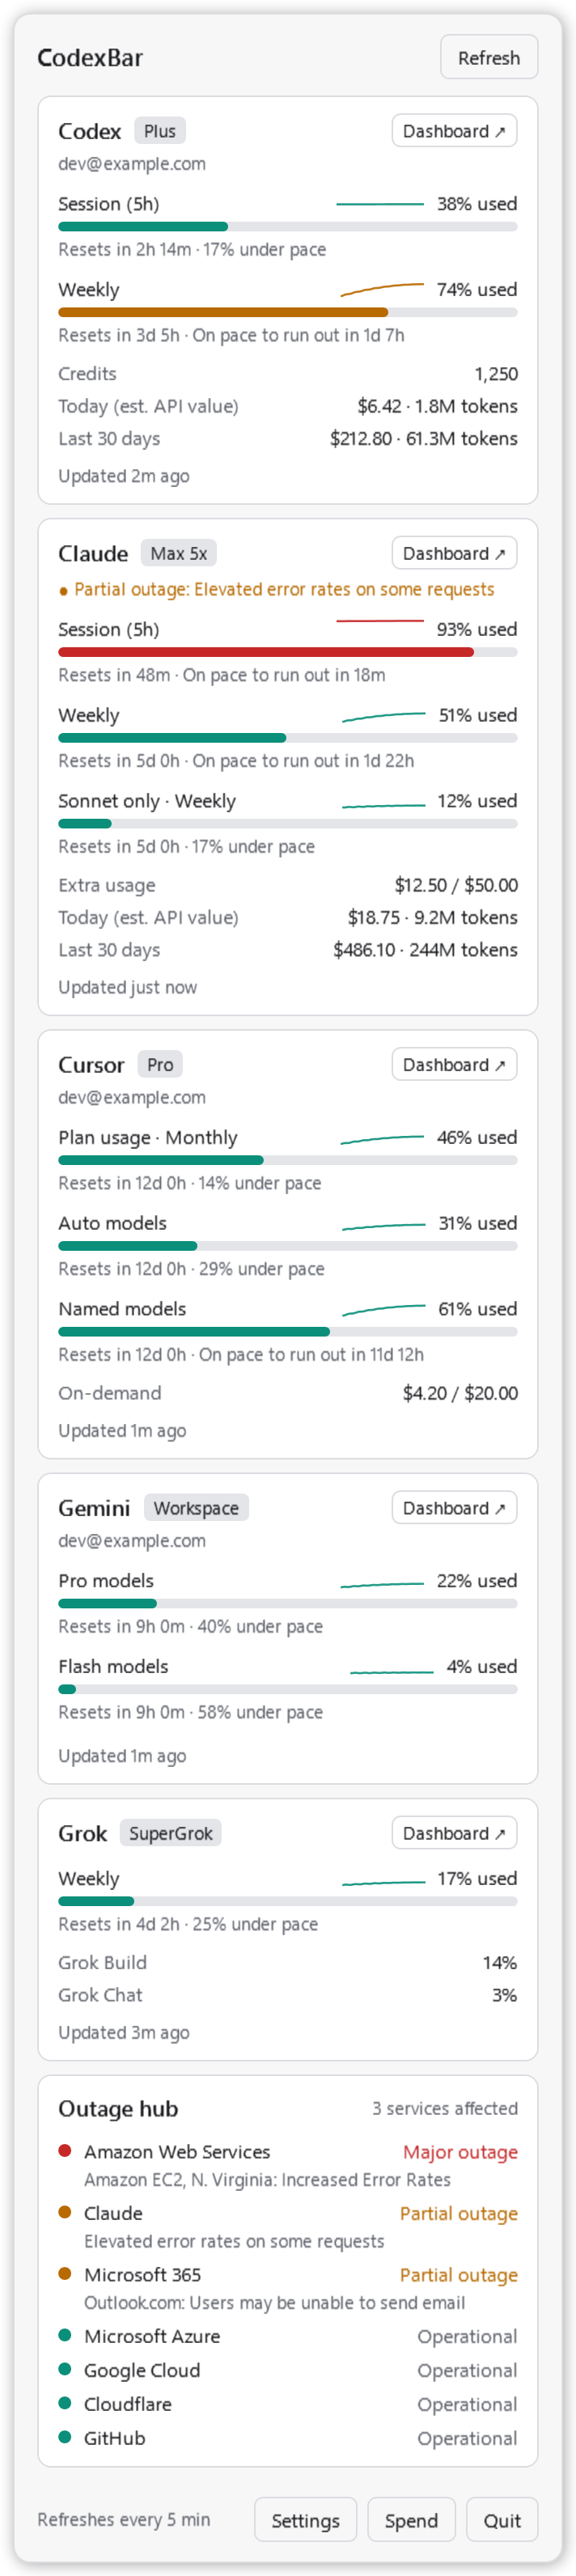 CodexBar Refresh
Codex Plus Dashboard ↗
dev@example.com
Session (5h) 38% used
Resets in 2h 14m · 17% under pace
Weekly 74% used
Resets in 3d 5h · On pace to run out in 1d 7h
Credits 1,250
Today (est. API value) $6.42 · 1.8M tokens
Last 30 days $212.80 · 61.3M tokens
Updated 2m ago
Claude Max 5x Dashboard ↗
● Partial outage: Elevated error rates on some requests
Session (5h) 93% used
Resets in 48m · On pace to run out in 18m
Weekly 51% used
Resets in 5d 0h · On pace to run out in 1d 22h
Sonnet only · Weekly 12% used
Resets in 5d 0h · 17% under pace
Extra usage $12.50 / $50.00
Today (est. API value) $18.75 · 9.2M tokens
Last 30 days $486.10 · 244M tokens
Updated just now
Cursor Pro Dashboard ↗
dev@example.com
Plan usage · Monthly 46% used
Resets in 12d 0h · 14% under pace
Auto models 31% used
Resets in 12d 0h · 29% under pace
Named models 61% used
Resets in 12d 0h · On pace to run out in 11d 12h
On-demand $4.20 / $20.00
Updated 1m ago
Gemini Workspace Dashboard ↗
dev@example.com
Pro models 22% used
Resets in 9h 0m · 40% under pace
Flash models 4% used
Resets in 9h 0m · 58% under pace
Updated 1m ago
Grok SuperGrok Dashboard ↗
Weekly 17% used
Resets in 4d 2h · 25% under pace
Grok Build 14%
Grok Chat 3%
Updated 3m ago
Outage hub 3 services affected
Amazon Web Services Major outage
Amazon EC2, N. Virginia: Increased Error Rates
Claude Partial outage
Elevated error rates on some requests
Microsoft 365 Partial outage
Outlook.com: Users may be unable to send email
Microsoft Azure Operational
Google Cloud Operational
Cloudflare Operational
GitHub Operational
Refreshes every 5 min Settings Spend Quit